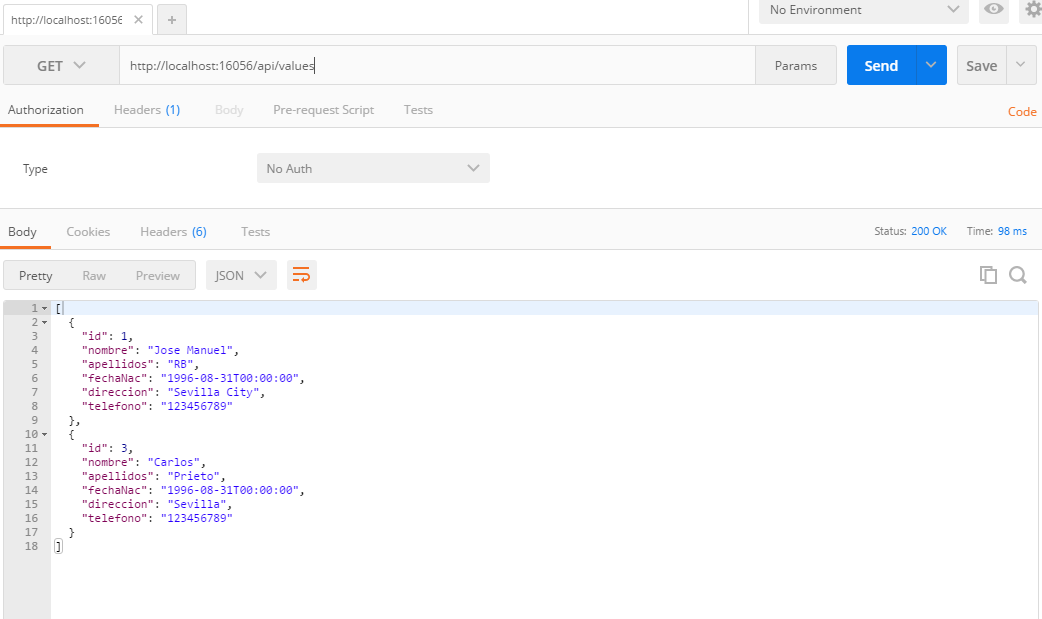 http://localhost:16056
No Environment
GET http://localhost:16056/api/values Params Send Save
Authorization Headers (1) Body Pre-request Script Tests Code
Type No Auth
Body Cookies Headers (6) Tests Status: 200 OK Time: 98 ms
Pretty Raw Preview JSON
1 [
2 {
3 "id": 1,
4 "nombre": "Jose Manuel",
5 "apellidos": "RB",
6 "fechaNac": "1996-08-31T00:00:00",
7 "direccion": "Sevilla City",
8 "telefono": "123456789"
9 },
10 {
11 "id": 3,
12 "nombre": "Carlos",
13 "apellidos": "Prieto",
14 "fechaNac": "1996-08-31T00:00:00",
15 "direccion": "Sevilla",
16 "telefono": "123456789"
17 }
18 ]